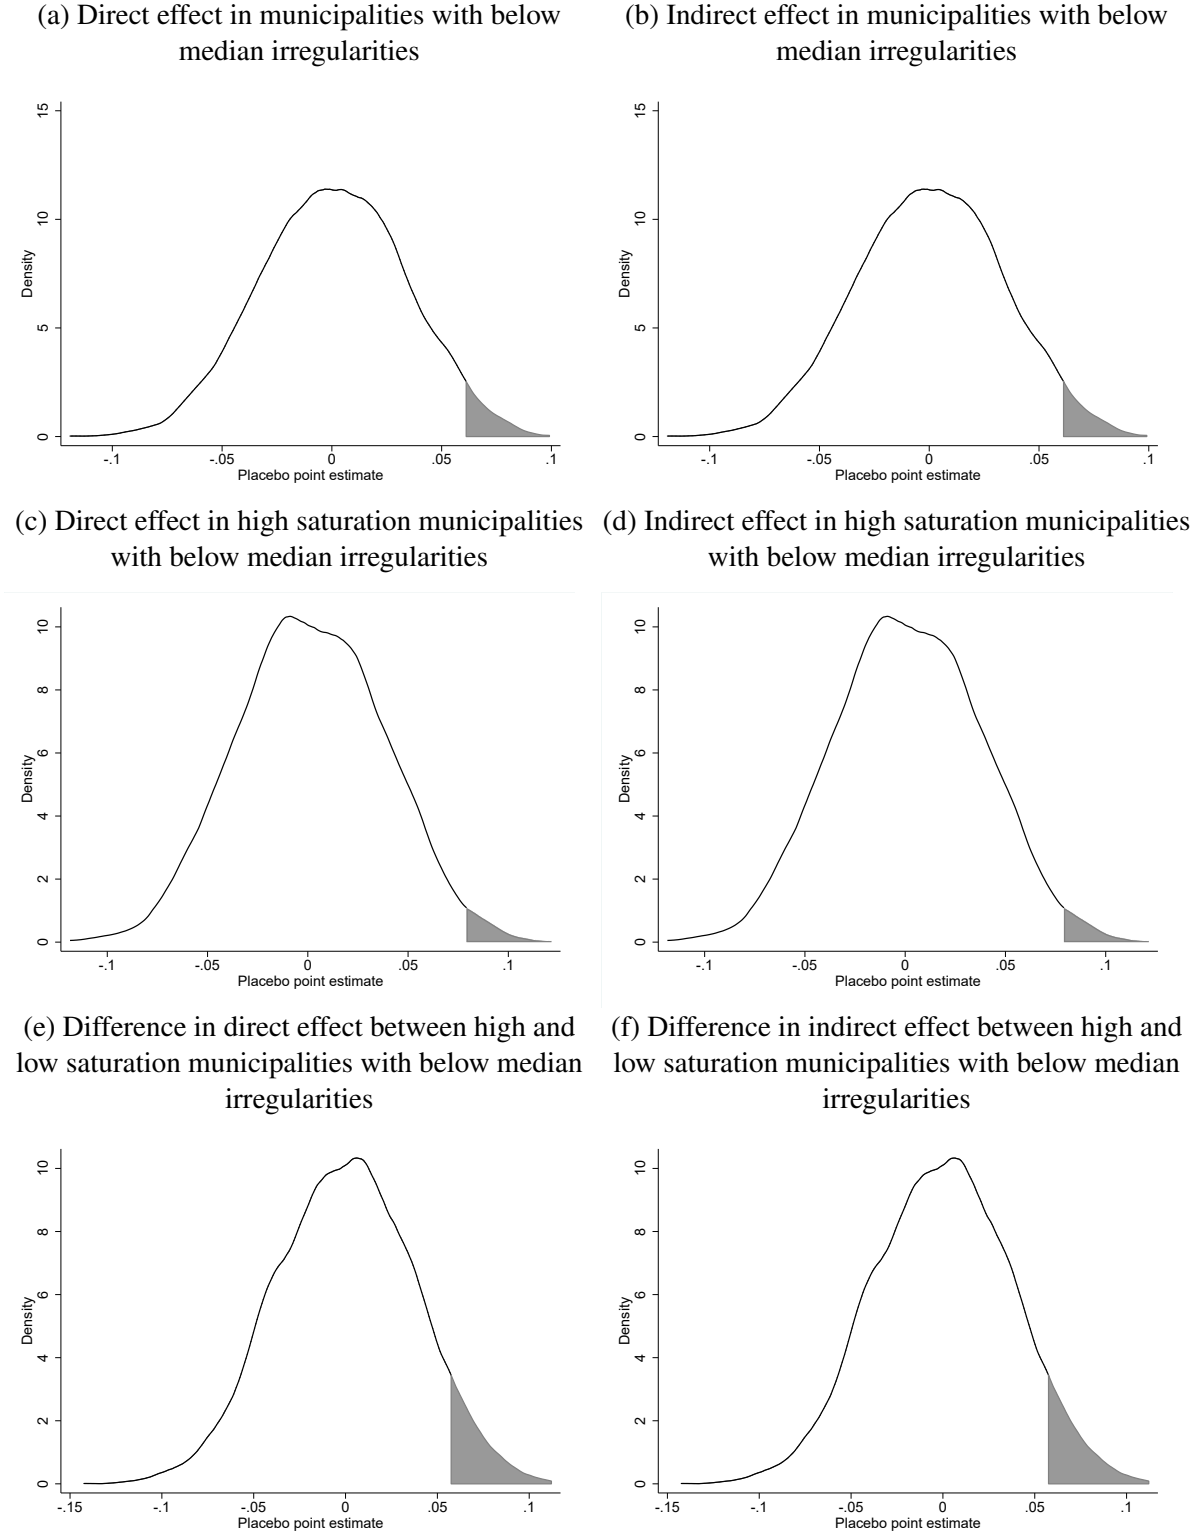 (a) Direct effect in municipalities with below
median irregularities
15
10
5
0
Density
-.1 -.05 0 .05 .1
Placebo point estimate
(b) Indirect effect in municipalities with below
median irregularities
15
10
5
0
Density
-.1 -.05 0 .05 .1
Placebo point estimate
(c) Direct effect in high saturation municipalities
with below median irregularities
10
8
6
4
2
0
Density
-.1 -.05 0 .05 .1
Placebo point estimate
(d) Indirect effect in high saturation municipalities
with below median irregularities
10
8
6
4
2
0
Density
-.1 -.05 0 .05 .1
Placebo point estimate
(e) Difference in direct effect between high and
low saturation municipalities with below median
irregularities
10
8
6
4
2
0
Density
-.15 -.1 -.05 0 .05 .1
Placebo point estimate
(f) Difference in indirect effect between high and
low saturation municipalities with below median
irregularities
10
8
6
4
2
0
Density
-.15 -.1 -.05 0 .05 .1
Placebo point estimate